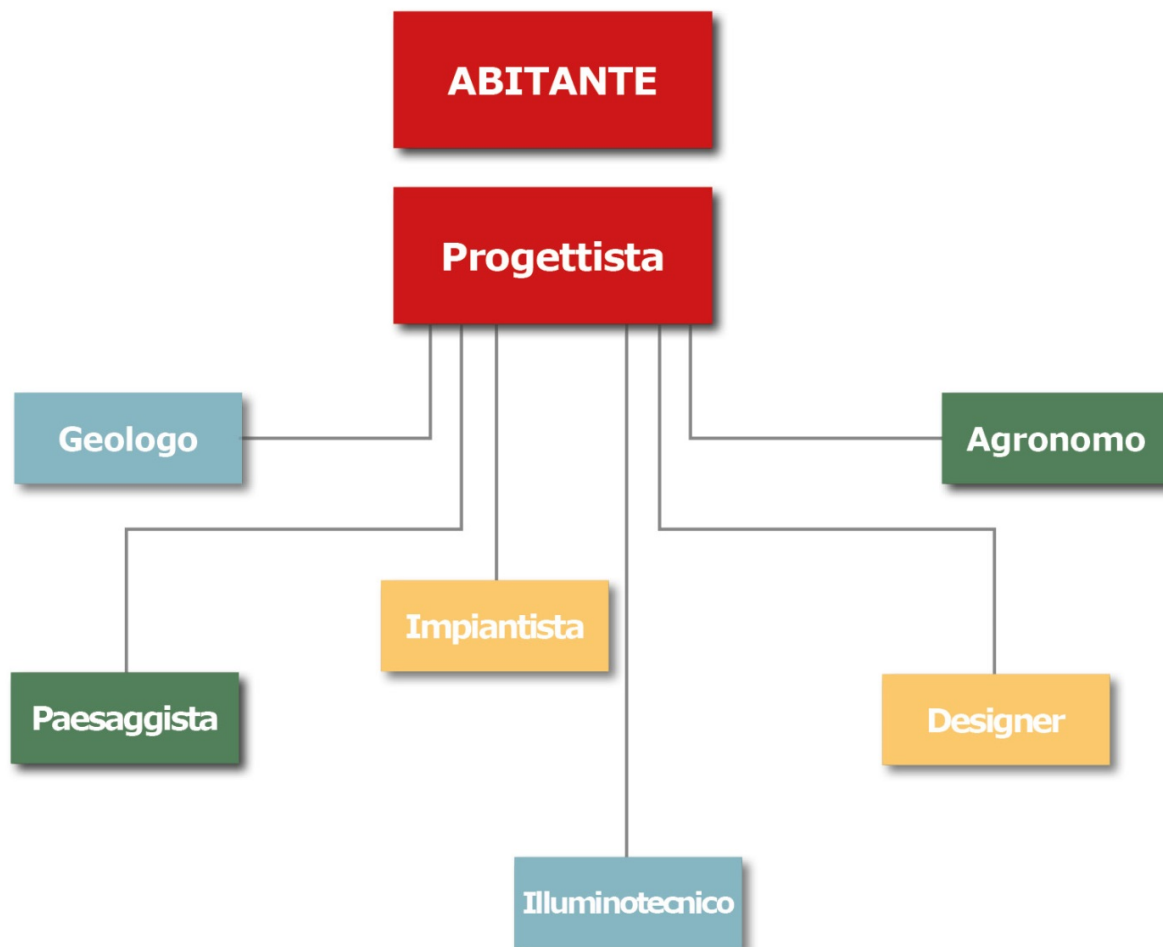 ABITANTE
Progettista
Geologo
Agronomo
Impiantista
Paesaggista
Designer
Illuminotecnico